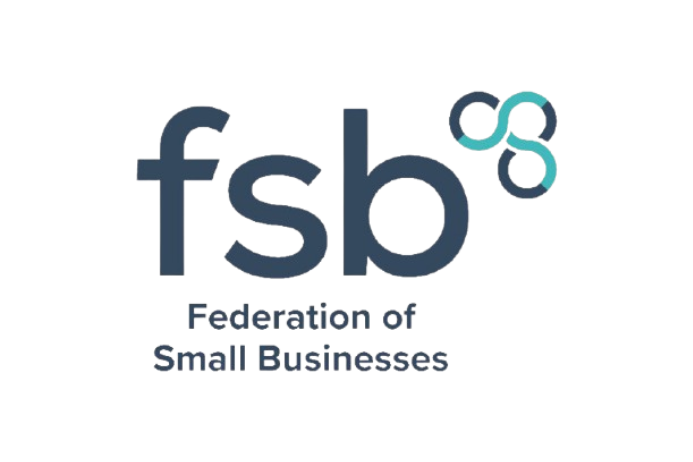 fsb
Federation of
Small Businesses